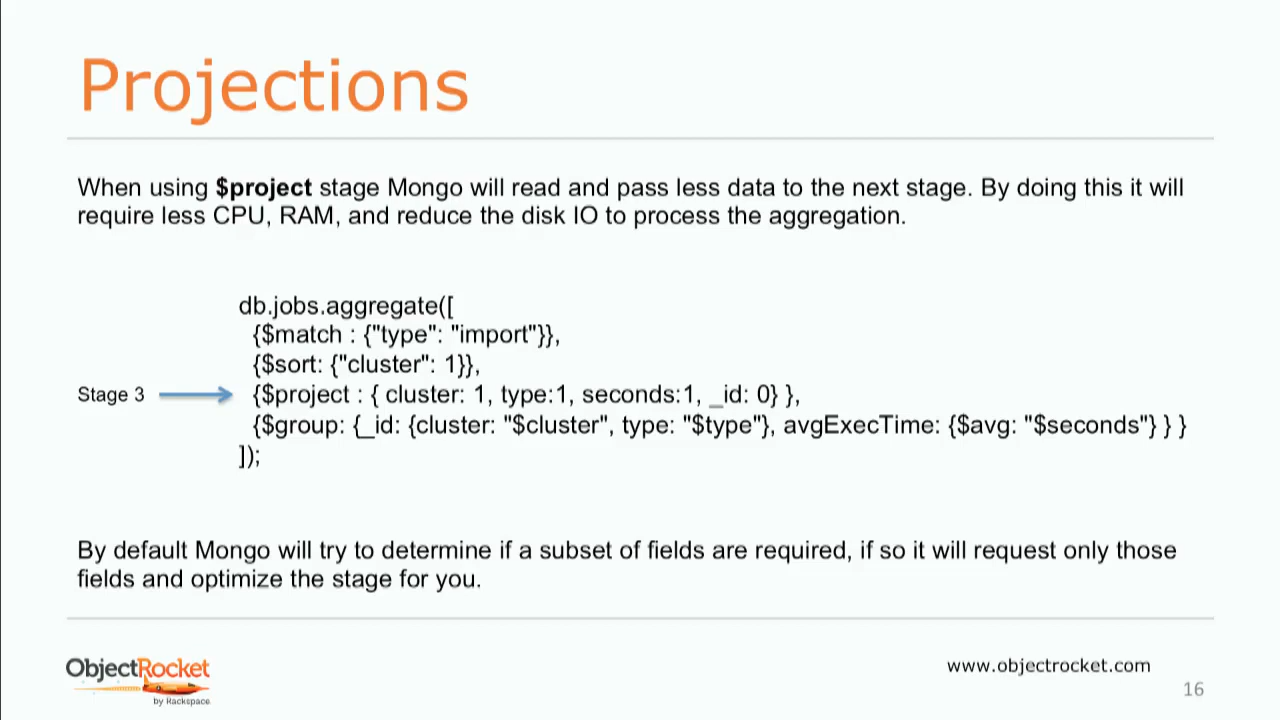 Projections
When using $project stage Mongo will read and pass less data to the next stage. By doing this it will
require less CPU, RAM, and reduce the disk IO to process the aggregation.
db.jobs.aggregate([
{$match : {"type": "import"}},
{$sort: {"cluster": 1}},
Stage 3 {$project : { cluster: 1, type:1, seconds:1, _id: 0} },
{$group: {_id: {cluster: "$cluster", type: "$type"}, avgExecTime: {$avg: "$seconds"} } }
]);
By default Mongo will try to determine if a subset of fields are required, if so it will request only those
fields and optimize the stage for you.
ObjectRocket
by Rackspace
www.objectrocket.com
16